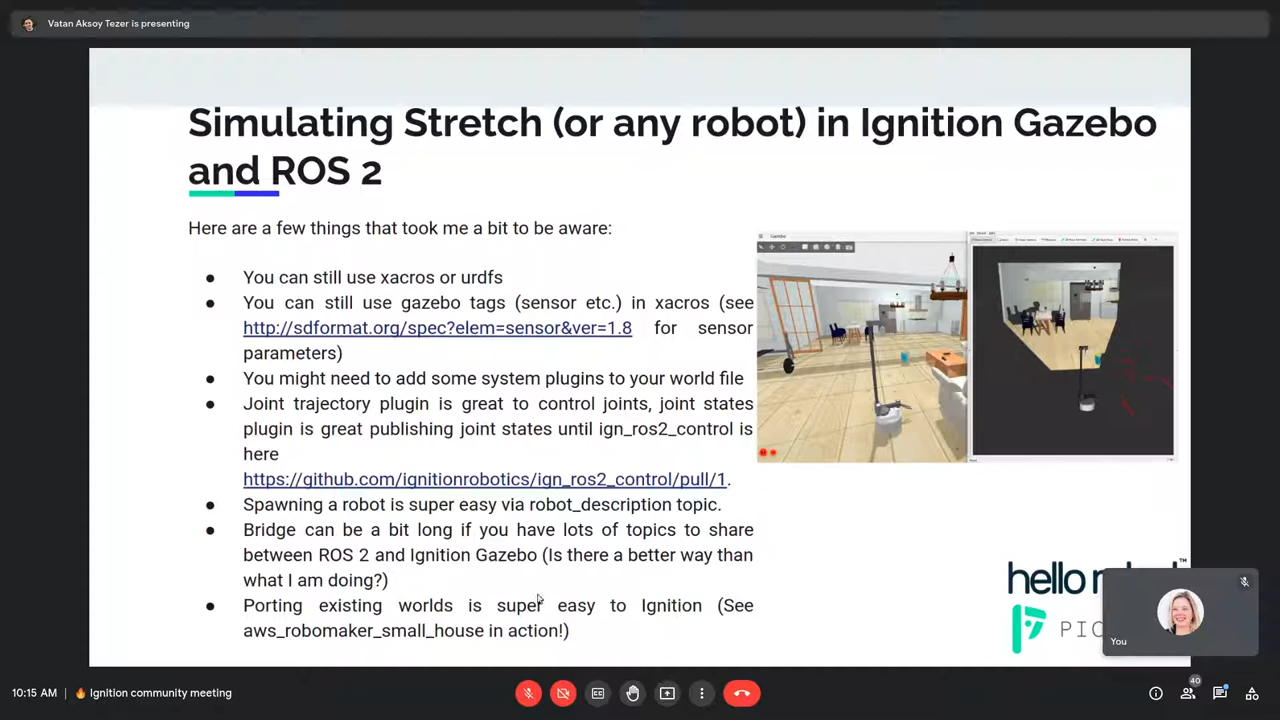 Vatan Aksoy Tezer is presenting
Simulating Stretch (or any robot) in Ignition Gazebo
and ROS 2
Here are a few things that took me a bit to be aware:
● You can still use xacros or urdfs
● You can still use gazebo tags (sensor etc.) in xacros (see
http://sdformat.org/spec?elem=sensor&ver=1.8 for sensor
parameters)
● You might need to add some system plugins to your world file
● Joint trajectory plugin is great to control joints, joint states
plugin is great publishing joint states until ign_ros2_control is
here
https://github.com/ignitionrobotics/ign_ros2_control/pull/1.
● Spawning a robot is super easy via robot_description topic.
● Bridge can be a bit long if you have lots of topics to share
between ROS 2 and Ignition Gazebo (Is there a better way than
what I am doing?)
● Porting existing worlds is super easy to Ignition (See
aws_robomaker_small_house in action!)
Gazebo
hello r
™
PIC
You
10:15 AM | 🔥 Ignition community meeting
40